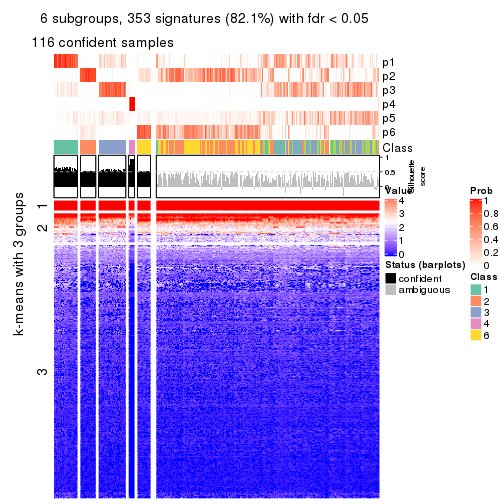 6 subgroups, 353 signatures (82.1%) with fdr < 0.05
116 confident samples
p1
p2
p3
p4
p5
p6
Class
1
0.5
0
Silhouette
score
k-means with 3 groups
1
2
3
Value
4
3
2
1
0
Status (barplots)
confident
ambiguous
Prob
1
0.8
0.6
0.4
0.2
0
Class
1
2
3
4
6